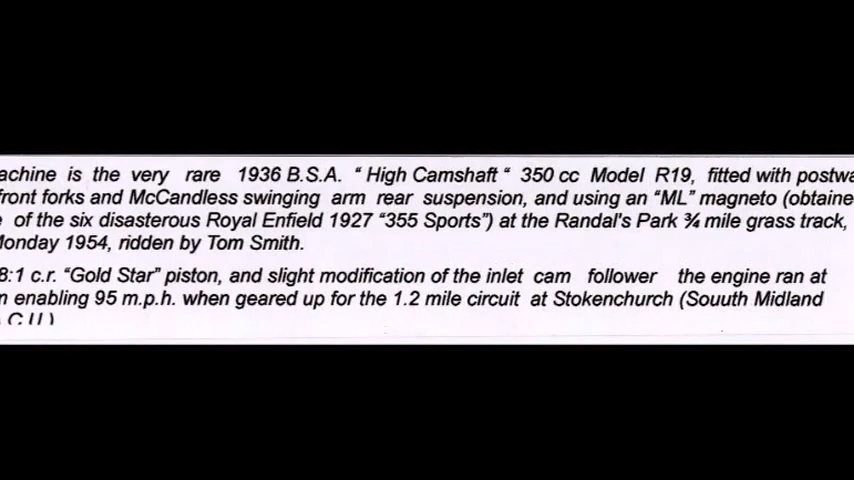 achine is the very rare 1936 B.S.A. “ High Camshaft “ 350 cc Model R19, fitted with postwa
front forks and McCandless swinging arm rear suspension, and using an “ML” magneto (obtaine
of the six disasterous Royal Enfield 1927 “355 Sports”) at the Randal's Park ¾ mile grass track,
Monday 1954, ridden by Tom Smith.
8:1 c.r. “Gold Star” piston, and slight modification of the inlet cam follower the engine ran at
n enabling 95 m.p.h. when geared up for the 1.2 mile circuit at Stokenchurch (Souuth Midland